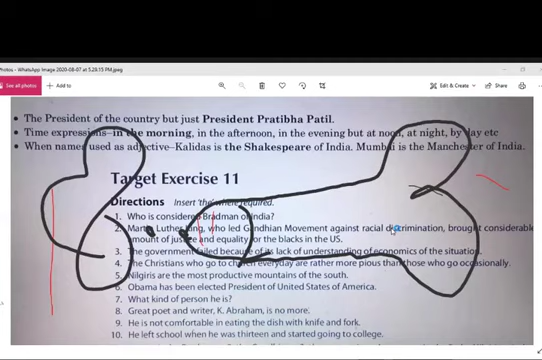 Photos - WhatsApp Image 2020-08-07 at 5.28.15 PM.jpeg
See all photos + Add to Edit & Create Share Print
• The President of the country but just President Pratibha Patil.
• Time expressions–in the morning, in the afternoon, in the evening but at noon, at night, by day etc
• When names used as adjective–Kalidas is the Shakespeare of India. Mumbai is the Manchester of India.
Target Exercise 11
Directions Insert 'the' where required.
1. Who is considered Bradman of India?
2. Martin Luther King, who led Gandhian Movement against racial discrimination, brought considerable
amount of justice and equality for the blacks in the US.
3. The government failed because of its lack of understanding of economics of the situation.
4. The Christians who go to church everyday are rather more pious than those who go occasionally.
5. Nilgiris are the most productive mountains of the south.
6. Obama has been elected President of United States of America.
7. What kind of person he is?
8. Great poet and writer, K. Abraham, is no more.
9. He is not comfortable in eating the dish with knife and fork.
10. He left school when he was thirteen and started going to college.